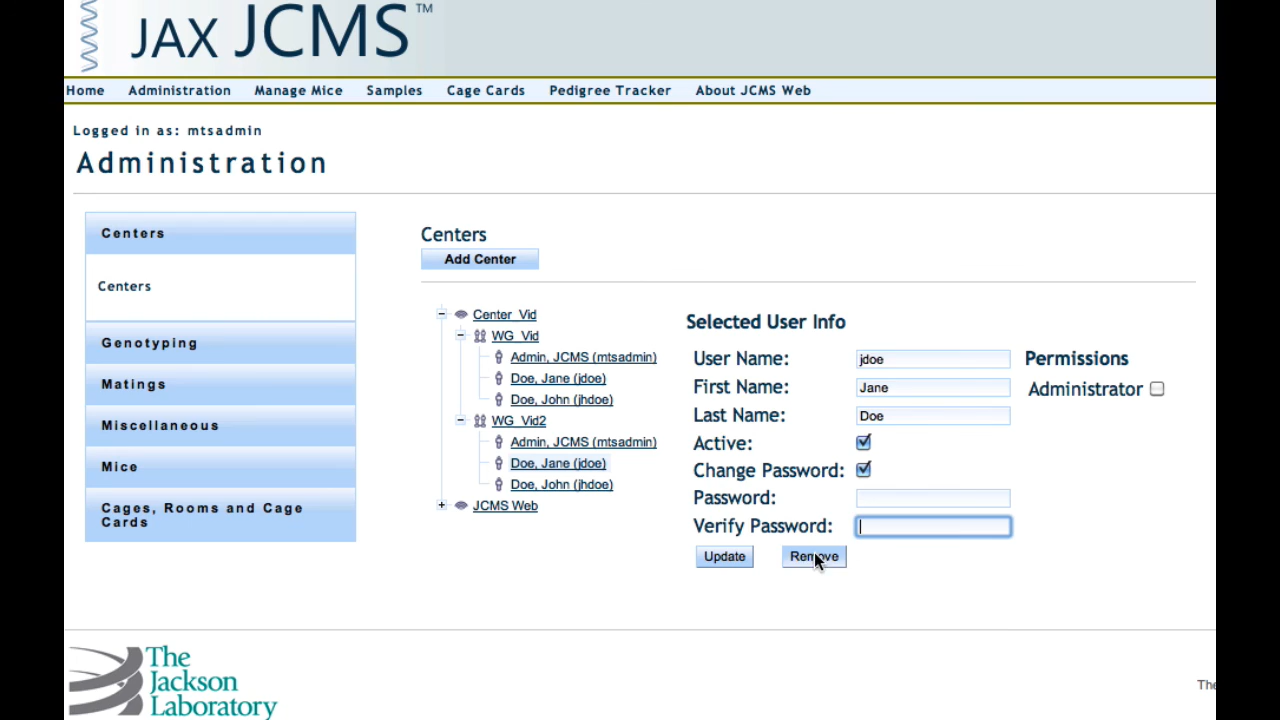 JAX JCMS™
Home Administration Manage Mice Samples Cage Cards Pedigree Tracker About JCMS Web
Logged in as: mtsadmin
Administration
Centers
Centers
Genotyping
Matings
Miscellaneous
Mice
Cages, Rooms and Cage
Cards
Centers
Add Center
Center_Vid
WG_Vid
Admin, JCMS (mtsadmin)
Doe, Jane (jdoe)
Doe, John (jhdoe)
WG_Vid2
Admin, JCMS (mtsadmin)
Doe, Jane (jdoe)
Doe, John (jhdoe)
JCMS Web
Selected User Info
User Name: jdoe Permissions
First Name: Jane Administrator
Last Name: Doe
Active:
Change Password:
Password:
Verify Password:
Update Remove
The
Jackson
Laboratory
The